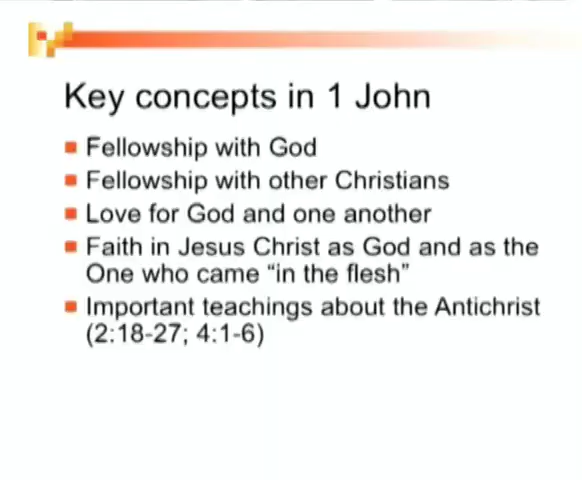 Key concepts in 1 John
Fellowship with God
Fellowship with other Christians
Love for God and one another
Faith in Jesus Christ as God and as the
One who came “in the flesh”
Important teachings about the Antichrist
(2:18-27; 4:1-6)